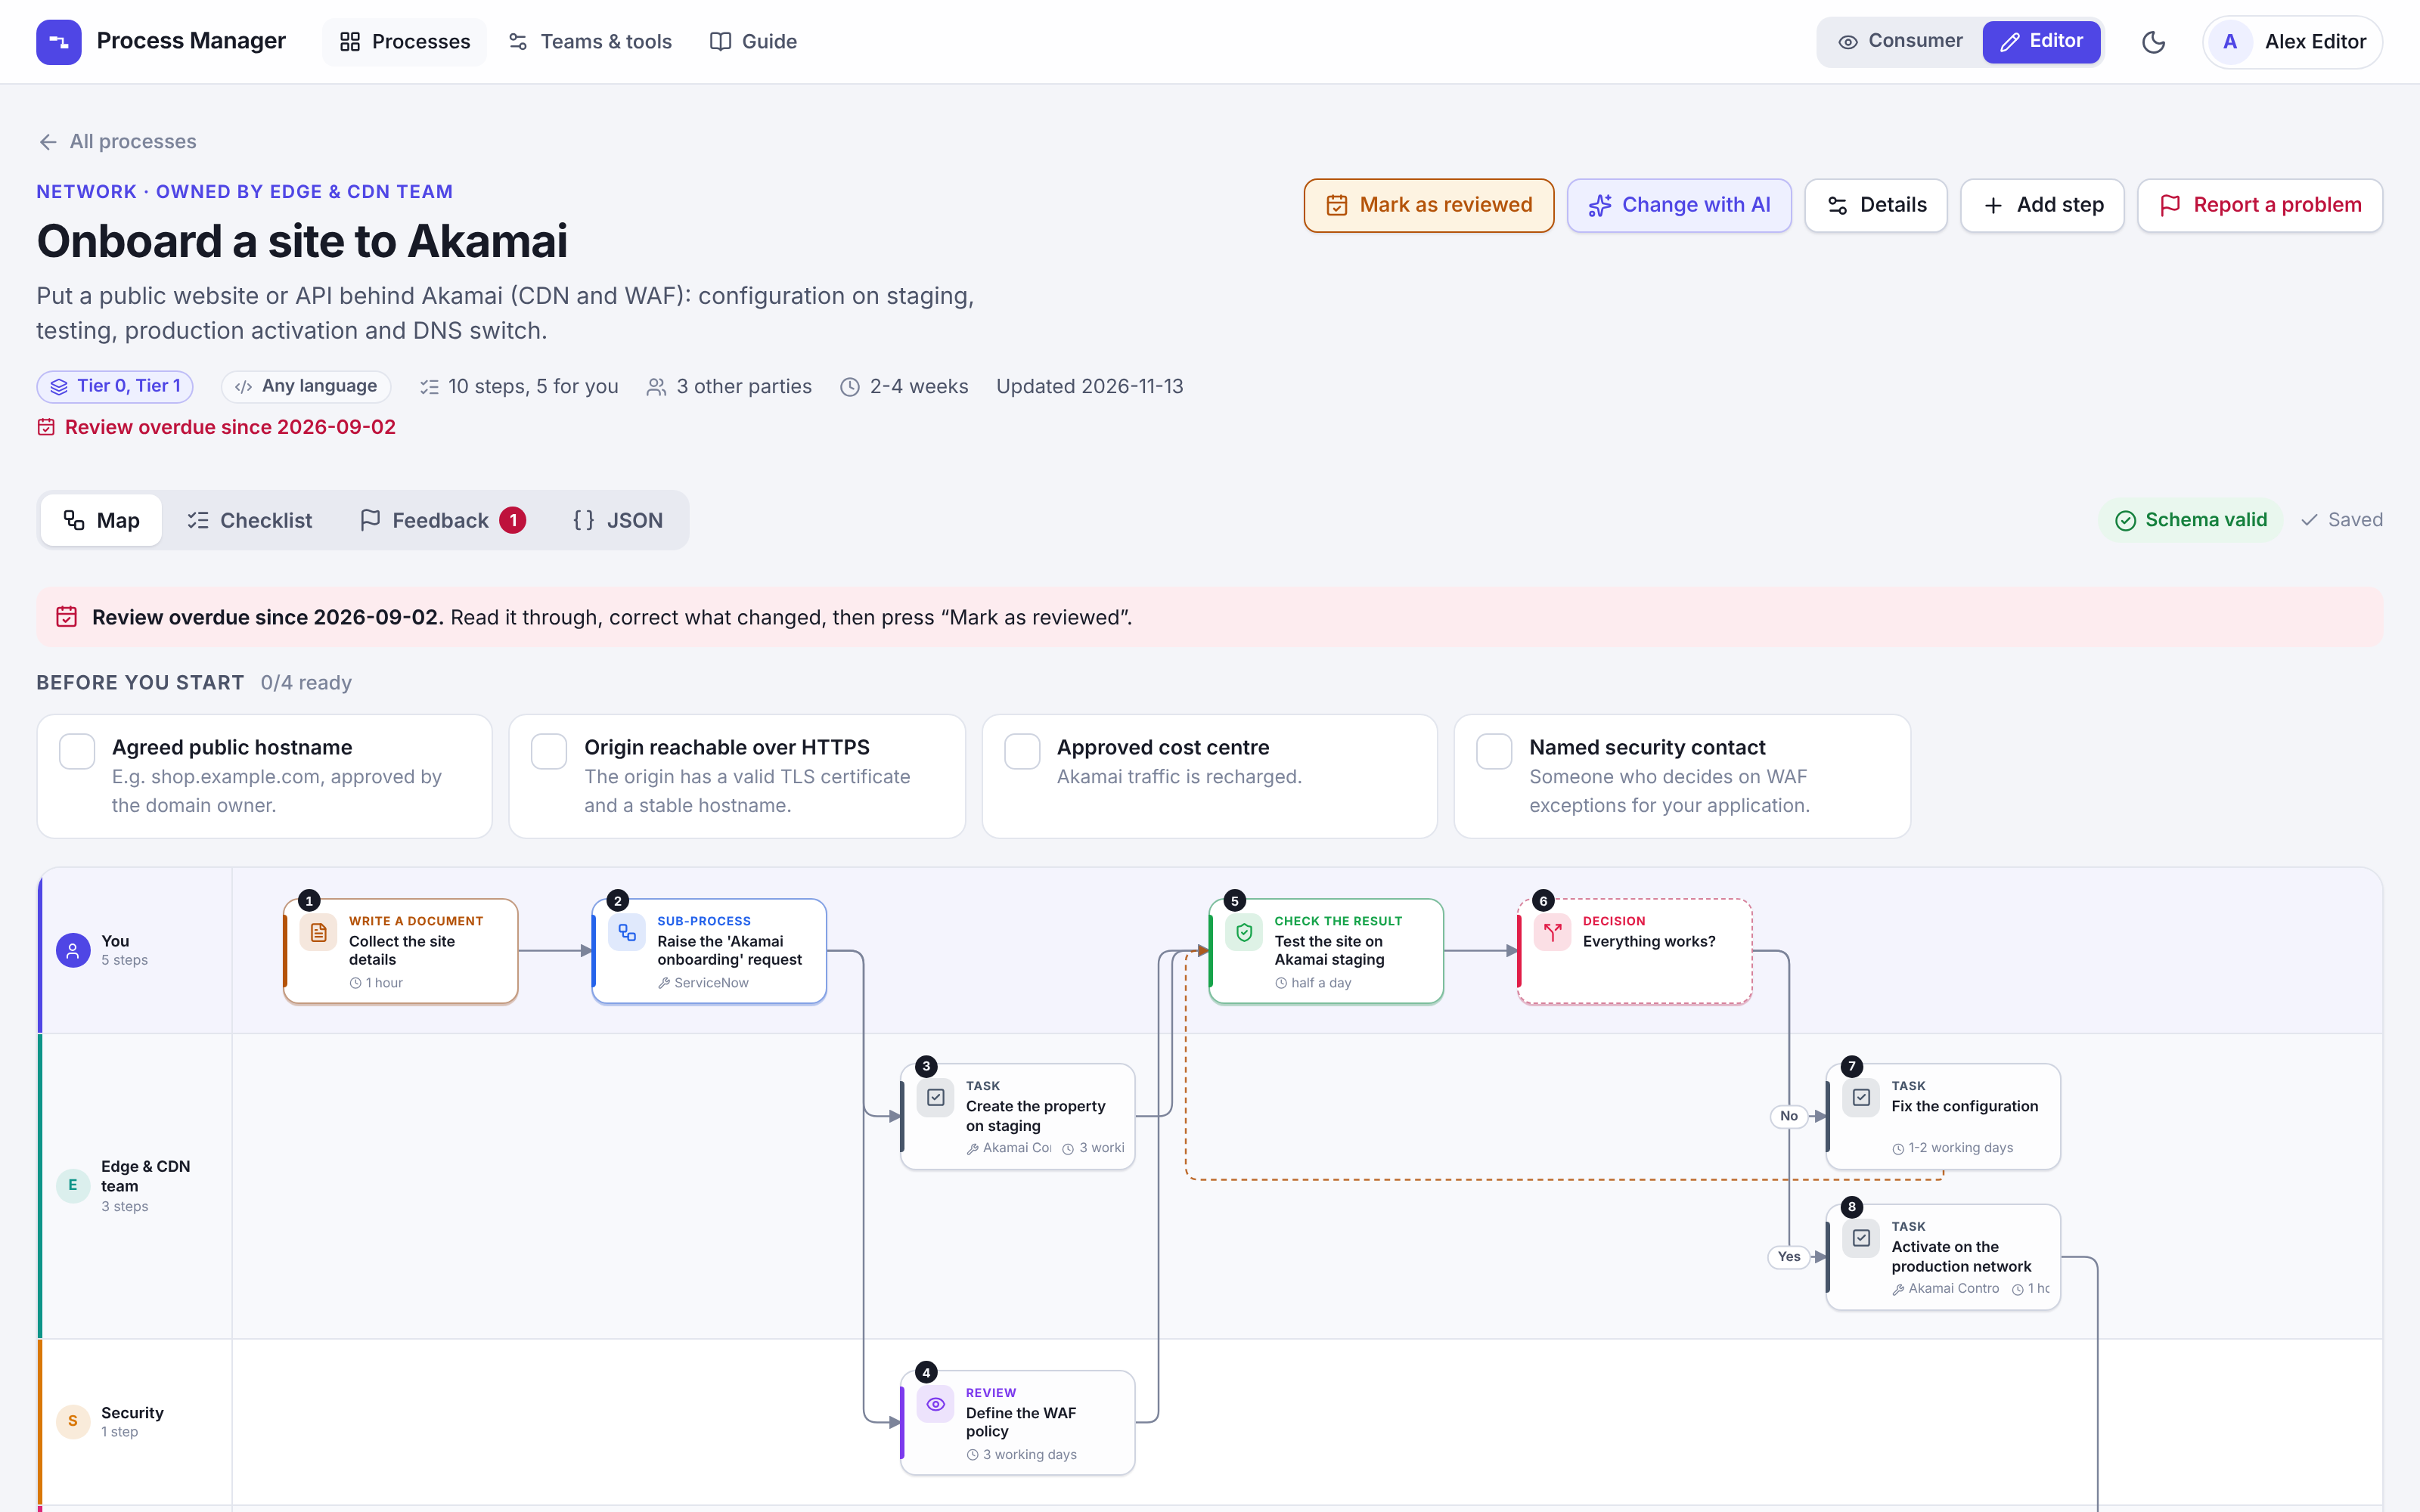 Process Manager
Processes
Teams & tools
Guide
Consumer
Editor
A
Alex Editor
All processes
NETWORK · OWNED BY EDGE & CDN TEAM
Mark as reviewed
Change with AI
Details
Add step
Report a problem
Onboard a site to Akamai
Put a public website or API behind Akamai (CDN and WAF): configuration on staging,
testing, production activation and DNS switch.
Tier 0, Tier 1
Any language
10 steps, 5 for you
3 other parties
2-4 weeks
Updated 2026-11-13
Review overdue since 2026-09-02
Map
Checklist
Feedback 1
JSON
Schema valid
Saved
Review overdue since 2026-09-02. Read it through, correct what changed, then press “Mark as reviewed”.
BEFORE YOU START 0/4 ready
Agreed public hostname
E.g. shop.example.com, approved by
the domain owner.
Origin reachable over HTTPS
The origin has a valid TLS certificate
and a stable hostname.
Approved cost centre
Akamai traffic is recharged.
Named security contact
Someone who decides on WAF
exceptions for your application.
You
5 steps
1
WRITE A DOCUMENT
Collect the site
details
1 hour
2
SUB-PROCESS
Raise the 'Akamai
onboarding' request
ServiceNow
5
CHECK THE RESULT
Test the site on
Akamai staging
half a day
6
DECISION
Everything works?
E
Edge & CDN
team
3 steps
3
TASK
Create the property
on staging
Akamai Co
3 worki
No
7
TASK
Fix the configuration
1-2 working days
Yes
8
TASK
Activate on the
production network
Akamai Contro
1 hc
S
Security
1 step
4
REVIEW
Define the WAF
policy
3 working days